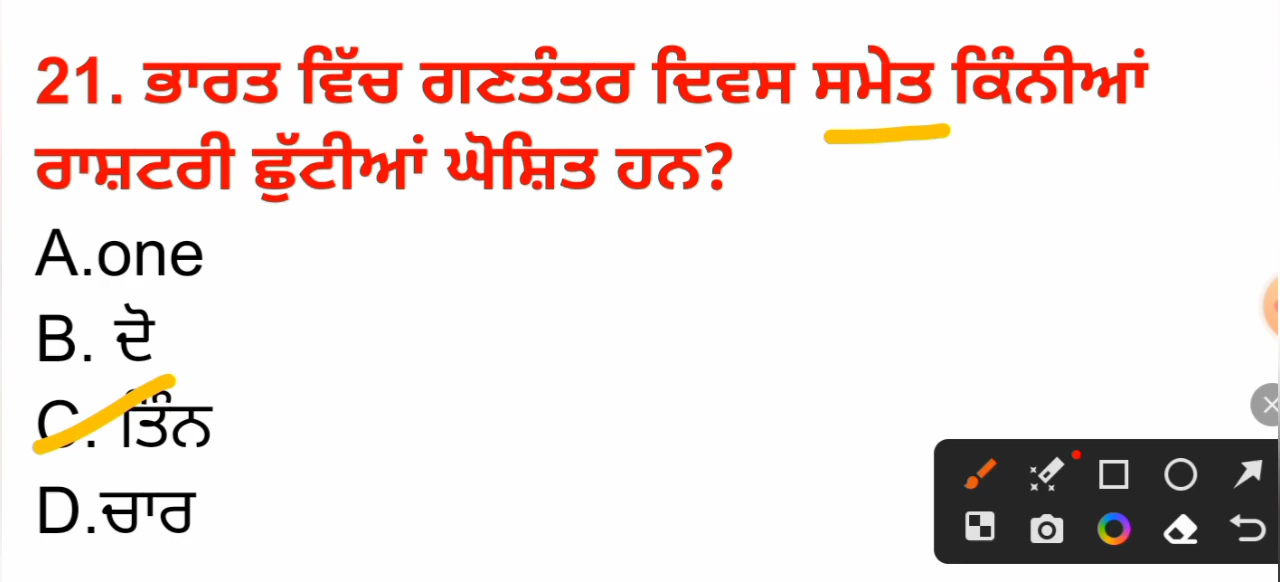 21. ਭਾਰਤ ਵਿੱਚ ਗਣਤੰਤਰ ਦਿਵਸ ਸਮੇਤ ਕਿੰਨੀਆਂ
ਰਾਸ਼ਟਰੀ ਛੁੱਟੀਆਂ ਘੋਸ਼ਿਤ ਹਨ?
A.one
B. ਦੋ
C. ਤਿੰਨ
D.ਚਾਰ